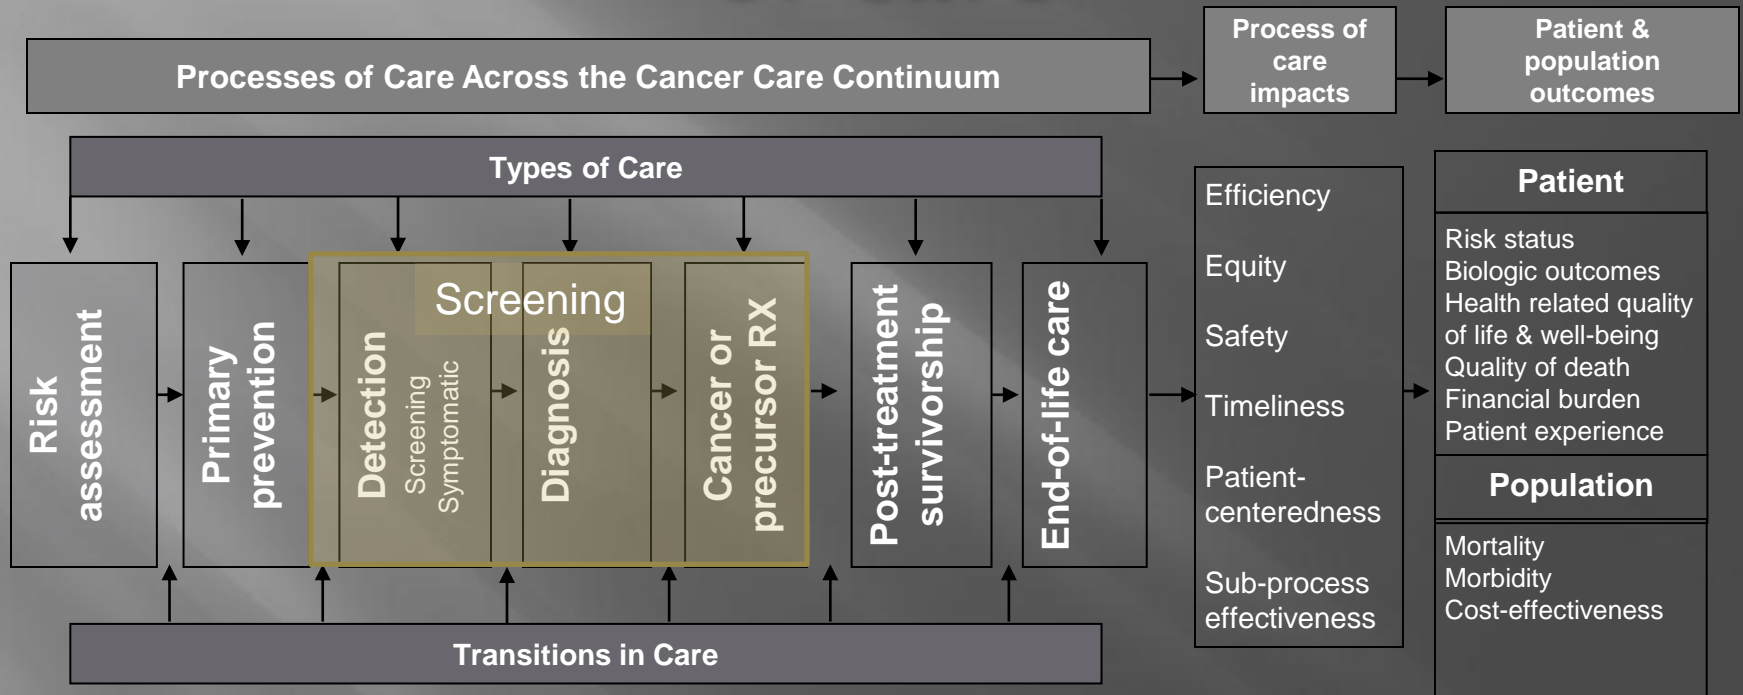 Processes of Care Across the Cancer Care Continuum
Process of
care
impacts
Patient &
population
outcomes
Types of Care
Risk
assessment
Primary
prevention
Screening
Detection
Screening
Symptomatic
Diagnosis
Cancer or
precursor RX
Post-treatment
survivorship
End-of-life care
Transitions in Care
Efficiency
Equity
Safety
Timeliness
Patient-
centeredness
Sub-process
effectiveness
Patient
Risk status
Biologic outcomes
Health related quality
of life & well-being
Quality of death
Financial burden
Patient experience
Population
Mortality
Morbidity
Cost-effectiveness